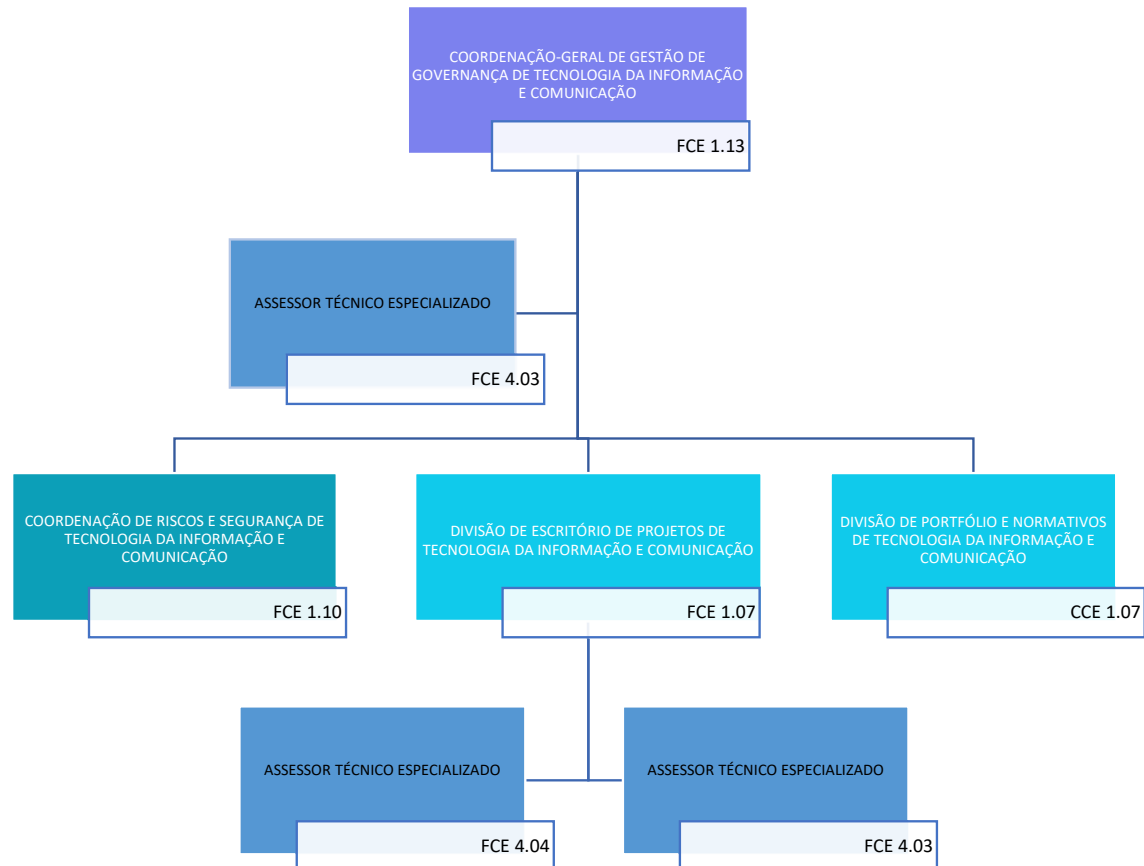 COORDENAÇÃO-GERAL DE GESTÃO DE
GOVERNANÇA DE TECNOLOGIA DA INFORMAÇÃO
E COMUNICAÇÃO
FCE 1.13
ASSESSOR TÉCNICO ESPECIALIZADO
FCE 4.03
COORDENAÇÃO DE RISCOS E SEGURANÇA DE
TECNOLOGIA DA INFORMAÇÃO E
COMUNICAÇÃO
FCE 1.10
DIVISÃO DE ESCRITÓRIO DE PROJETOS DE
TECNOLOGIA DA INFORMAÇÃO E COMUNICAÇÃO
FCE 1.07
DIVISÃO DE PORTFÓLIO E NORMATIVOS
DE TECNOLOGIA DA INFORMAÇÃO E
COMUNICAÇÃO
CCE 1.07
ASSESSOR TÉCNICO ESPECIALIZADO
FCE 4.04
ASSESSOR TÉCNICO ESPECIALIZADO
FCE 4.03